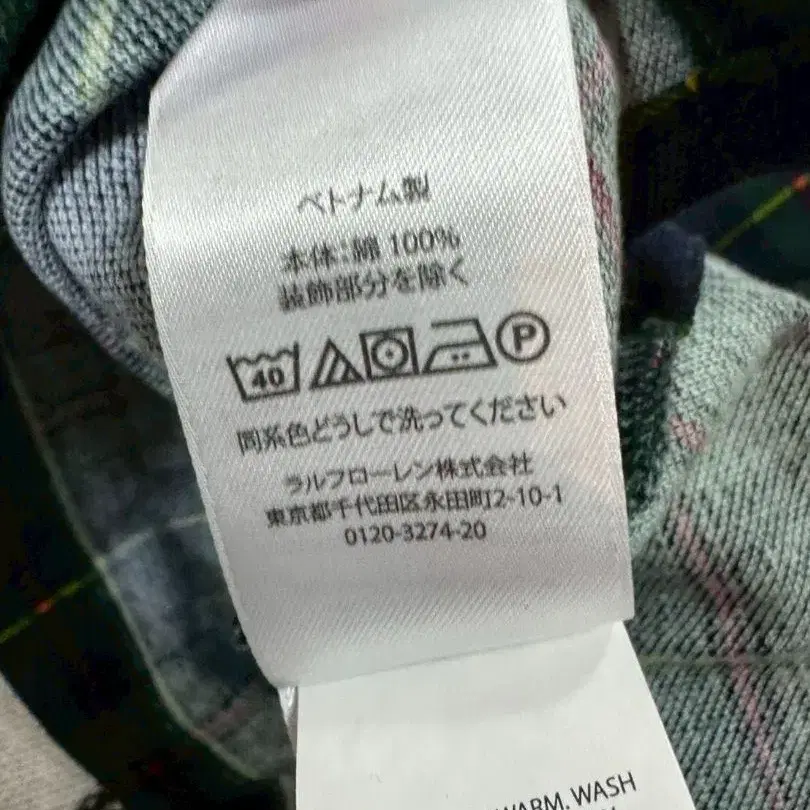 ベトナム製
本体:綿 100%
装飾部分を除く
40 P
同系色どうしで洗ってください
ラルフローレン株式会社
東京都千代田区永田町2-10-1
0120-3274-20
WARM. WASH